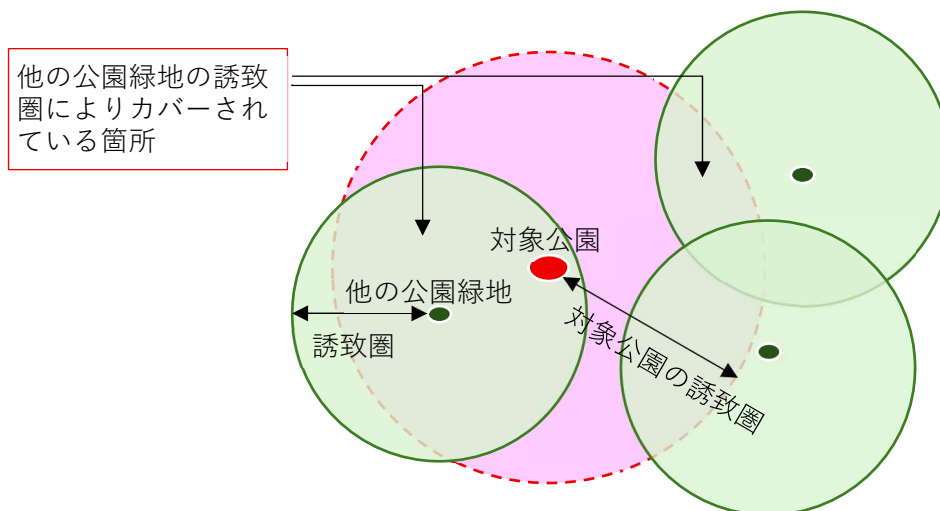 他の公園緑地の誘致
圏によりカバーされ
ている箇所
対象公園
他の公園緑地
誘致圏
対象公園の誘致圏